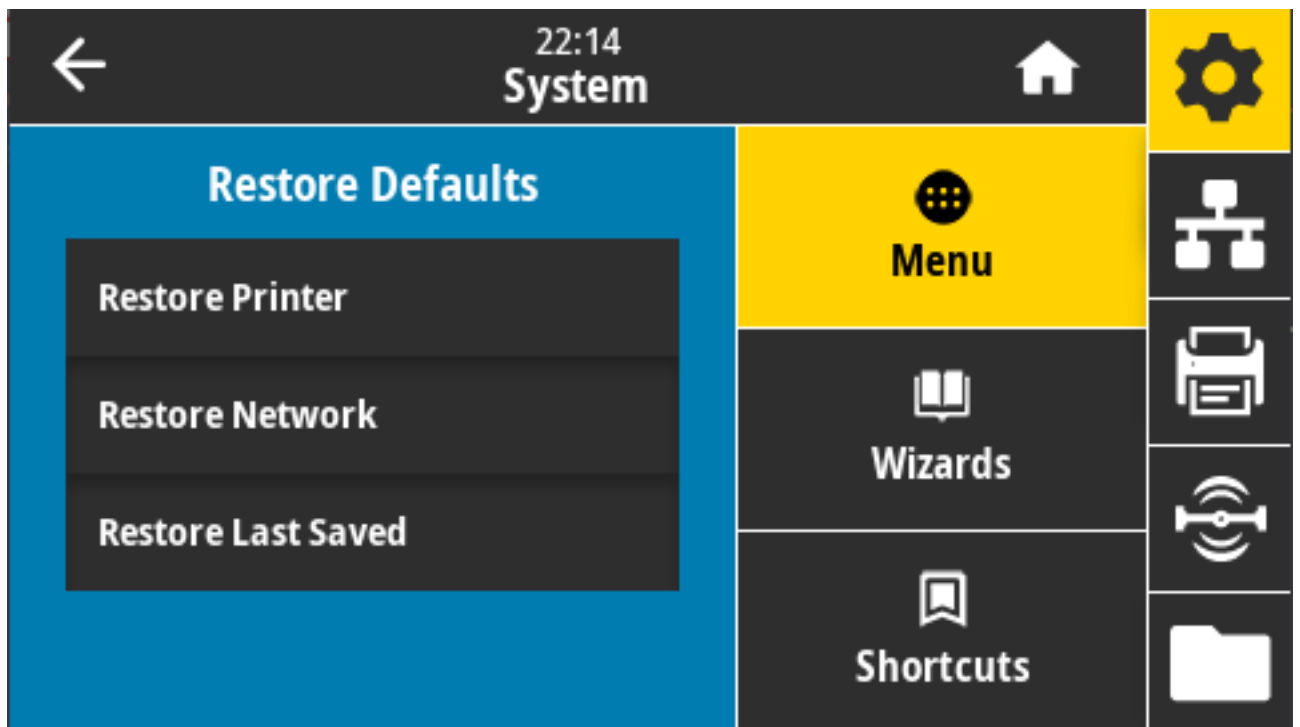 22:14
System
Restore Defaults
Restore Printer
Restore Network
Restore Last Saved
Menu
Wizards
Shortcuts